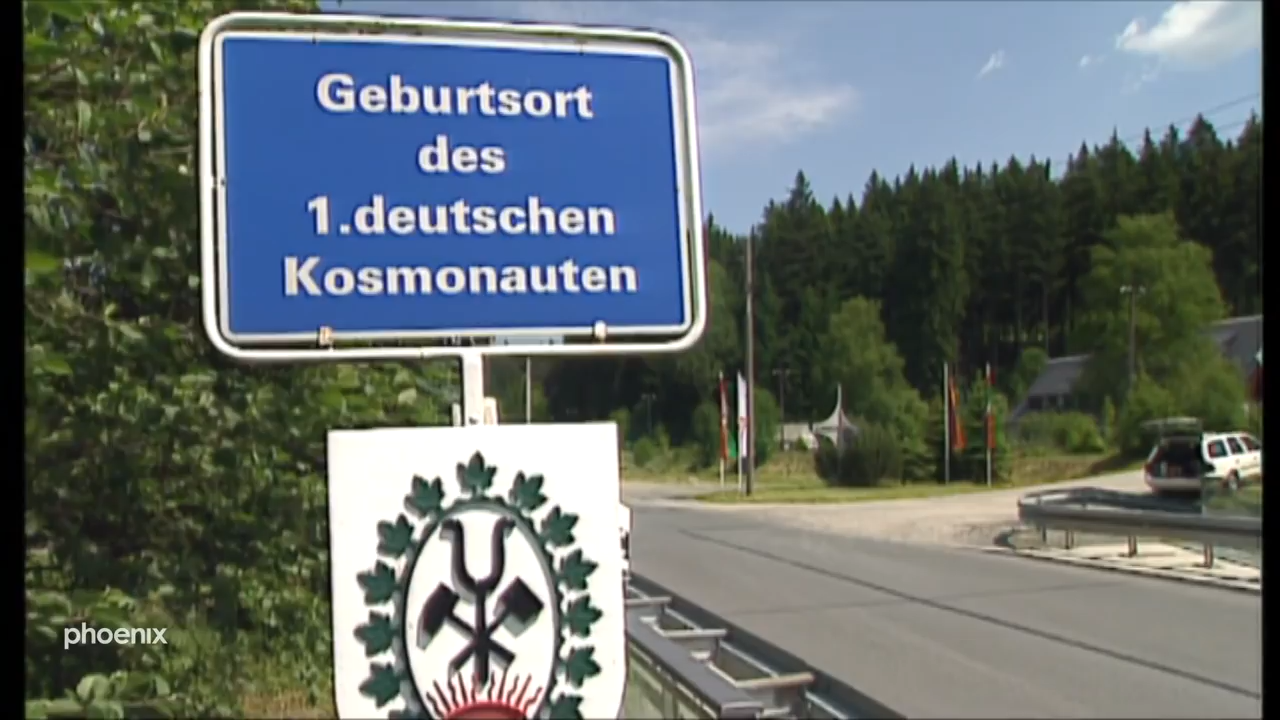 Geburtsort
des
1.deutschen
Kosmonauten
phoenix